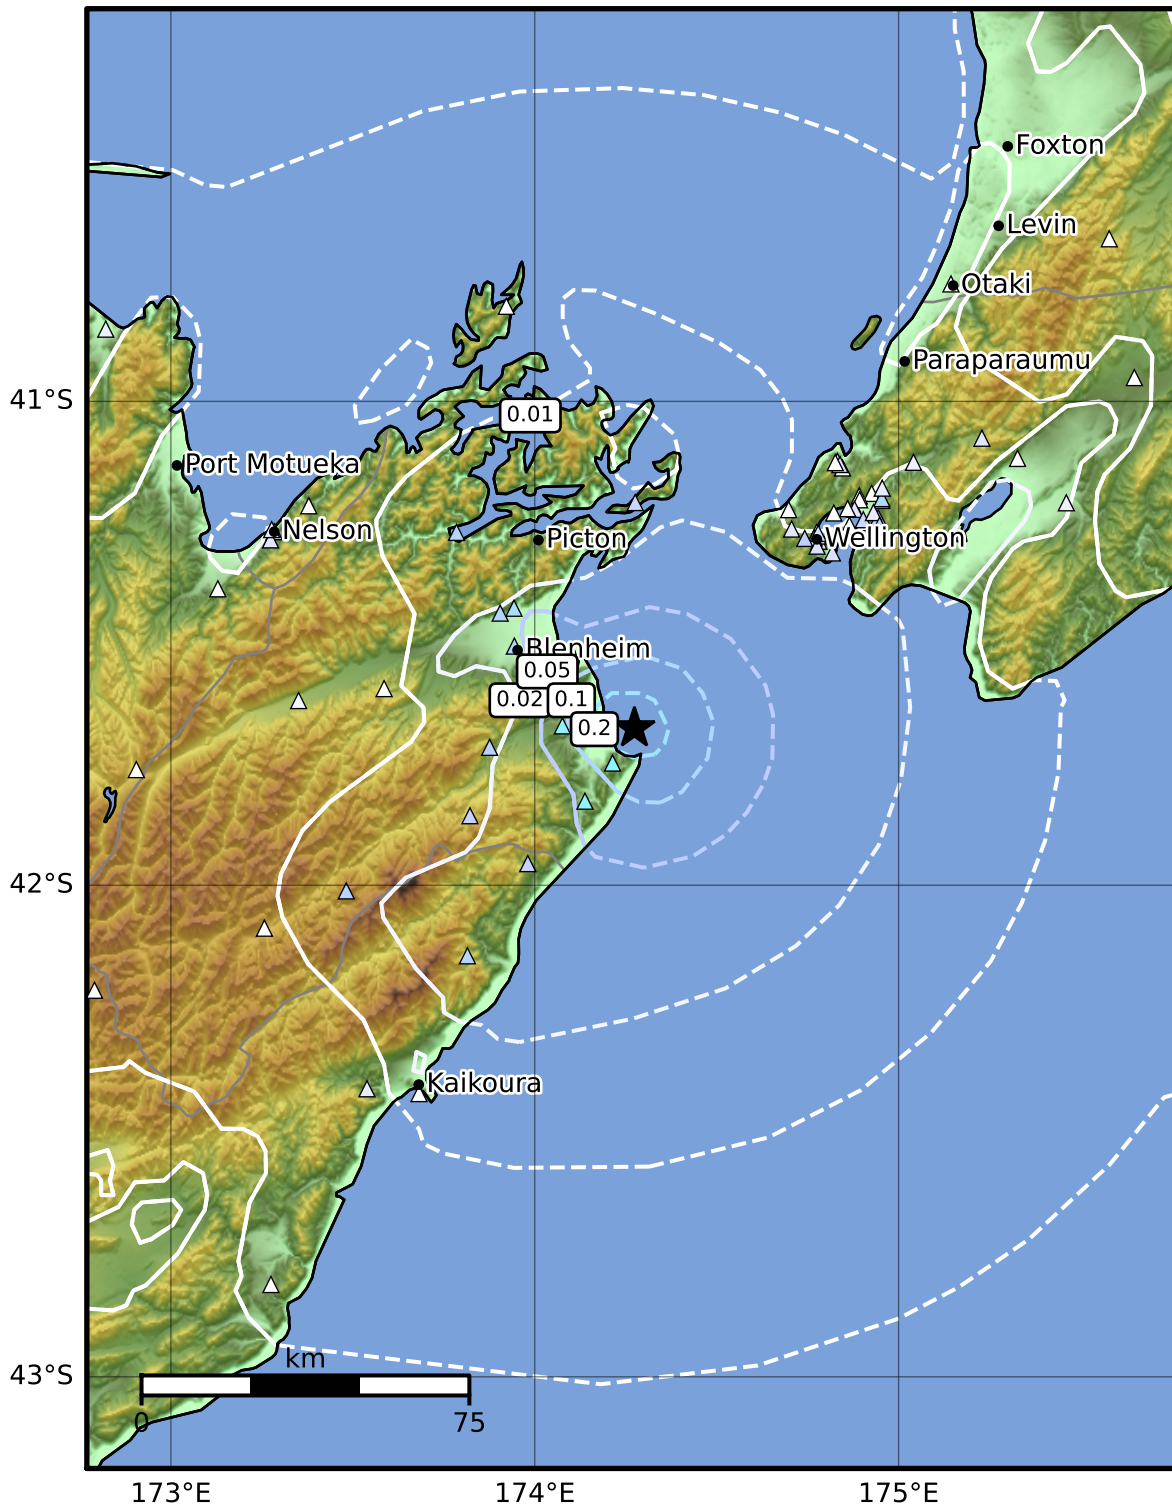 Foxton
Levin
Otaki
Paraparaumu
41°S
0.01
Port Motueka
Nelson
Picton
Wellington
Blenheim
0.05
0.02
0.1
0.2
42°S
Kaikoura
43°S
km
0
75
173°E
174°E
175°E